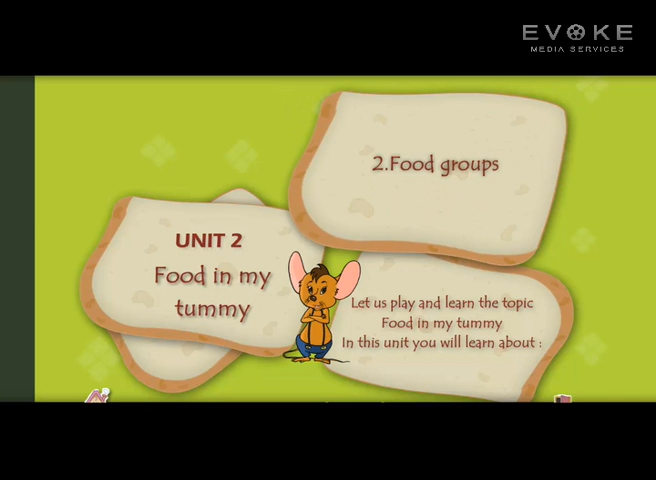 EVOKE
MEDIA SERVICES
2.Food groups
UNIT 2
Food in my
tummy
Let us play and learn the topic
Food in my tummy
In this unit you will learn about :